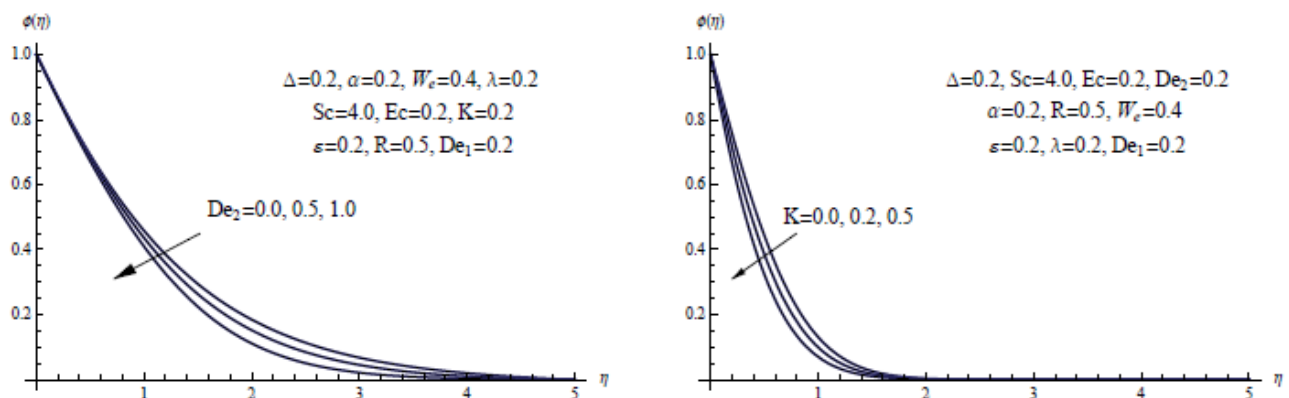 ϕ(η)
1.0
Δ=0.2, α=0.2, We=0.4, λ=0.2
Sc=4.0, Ec=0.2, K=0.2
ε=0.2, R=0.5, De₁=0.2
0.8
0.6
De₂=0.0, 0.5, 1.0
0.4
0.2
1 2 3 4 5 η
ϕ(η)
1.0
Δ=0.2, Sc=4.0, Ec=0.2, De₂=0.2
α=0.2, R=0.5, We=0.4
ε=0.2, λ=0.2, De₁=0.2
0.8
0.6
K=0.0, 0.2, 0.5
0.4
0.2
1 2 3 4 5 η